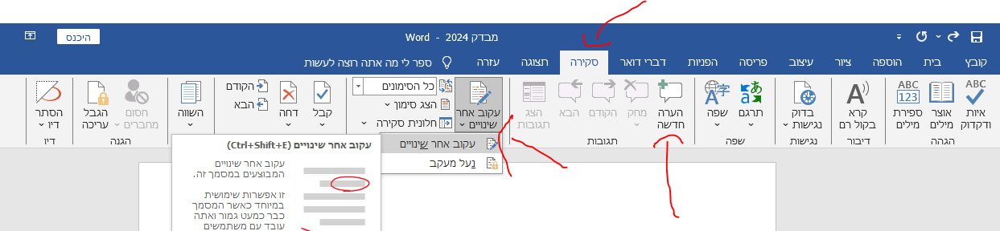 מבדק 2024 - Word
היכנס
קובץ בית הוספה ציור עיצוב פריסה הפניות דברי דואר סקירה תצוגה עזרה ספר לי מה אתה רוצה לעשות
איות ודקדוק
אוצר מילים
ABC 123 ספירת מילים
הגהה
קרא בקול רם
דיבור
בדוק נגישות
נגישות
תרגם
שפה
שפה
הערה חדשה
מחק
הקודם
הבא
הצג תגובות
תגובות
עקוב אחר שינויים
כל הסימונים
הצג סימון
חלונית סקירה
קבל
דחה
הקודם
הבא
השווה
חסום מחברים
הגבל עריכה
הגנה
הסתר דיו
דיו
עקוב אחר שינויים
נעל מעקב
עקוב אחר שינויים (Ctrl+Shift+E)
עקוב אחר שינויים
המבוצעים במסמך זה.
זו אפשרות שימושית
במיוחד כאשר המסמך
כבר כמעט גמור ואתה
עובד עם משתמשים